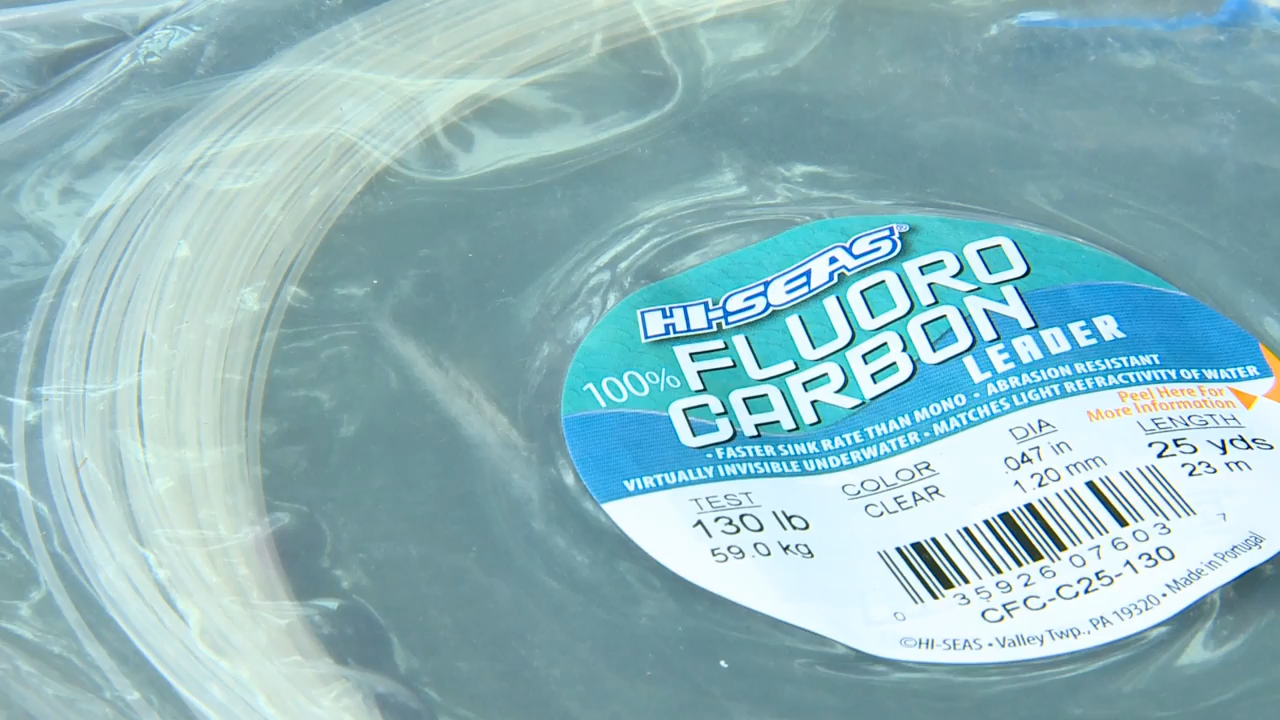 HI-SEAS®
100% FLUORO
CARBON
LEADER
• FASTER SINK RATE THAN MONO • ABRASION RESISTANT
VIRTUALLY INVISIBLE UNDERWATER • MATCHES LIGHT REFRACTIVITY OF WATER
Peel Here For
More Information
TEST
130 lb
59.0 kg
COLOR
CLEAR
DIA
.047 in
1.20 mm
LENGTH
25 yds
23 m
0 35926 07603 7
CFC-C25-130
©HI-SEAS • Valley Twp., PA 19320 • Made in Portugal